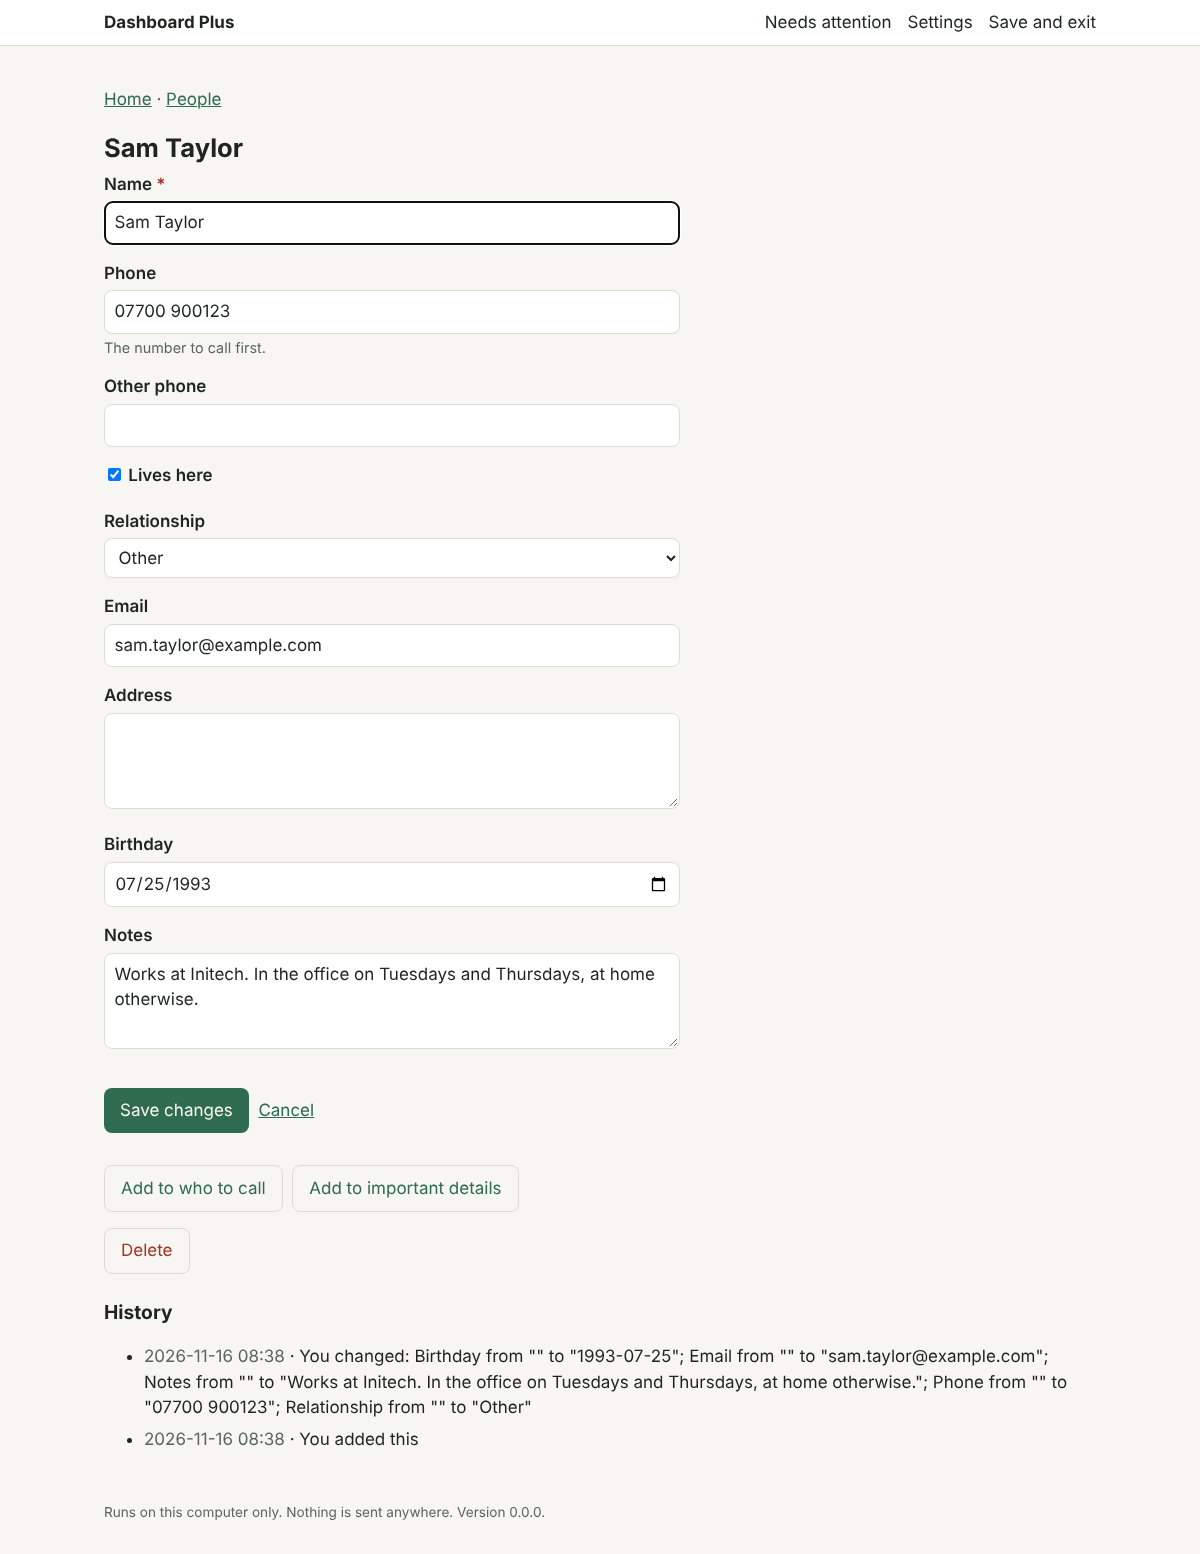 Dashboard Plus
Needs attention Settings Save and exit
Home · People
Sam Taylor
Name *
Sam Taylor
Phone
07700 900123
The number to call first.
Other phone
Lives here
Relationship
Other
Email
sam.taylor@example.com
Address
Birthday
07/25/1993
Notes
Works at Initech. In the office on Tuesdays and Thursdays, at home
otherwise.
Save changes Cancel
Add to who to call Add to important details
Delete
History
2026-11-16 08:38 · You changed: Birthday from "" to "1993-07-25"; Email from "" to "sam.taylor@example.com";
Notes from "" to "Works at Initech. In the office on Tuesdays and Thursdays, at home otherwise."; Phone from "" to
"07700 900123"; Relationship from "" to "Other"
2026-11-16 08:38 · You added this
Runs on this computer only. Nothing is sent anywhere. Version 0.0.0.